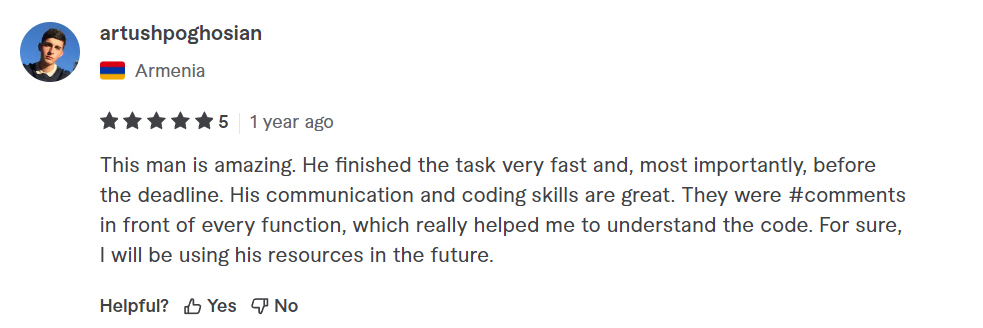 artushpoghosian
Armenia
5 1 year ago
This man is amazing. He finished the task very fast and, most importantly, before
the deadline. His communication and coding skills are great. They were #comments
in front of every function, which really helped me to understand the code. For sure,
I will be using his resources in the future.
Helpful? Yes No